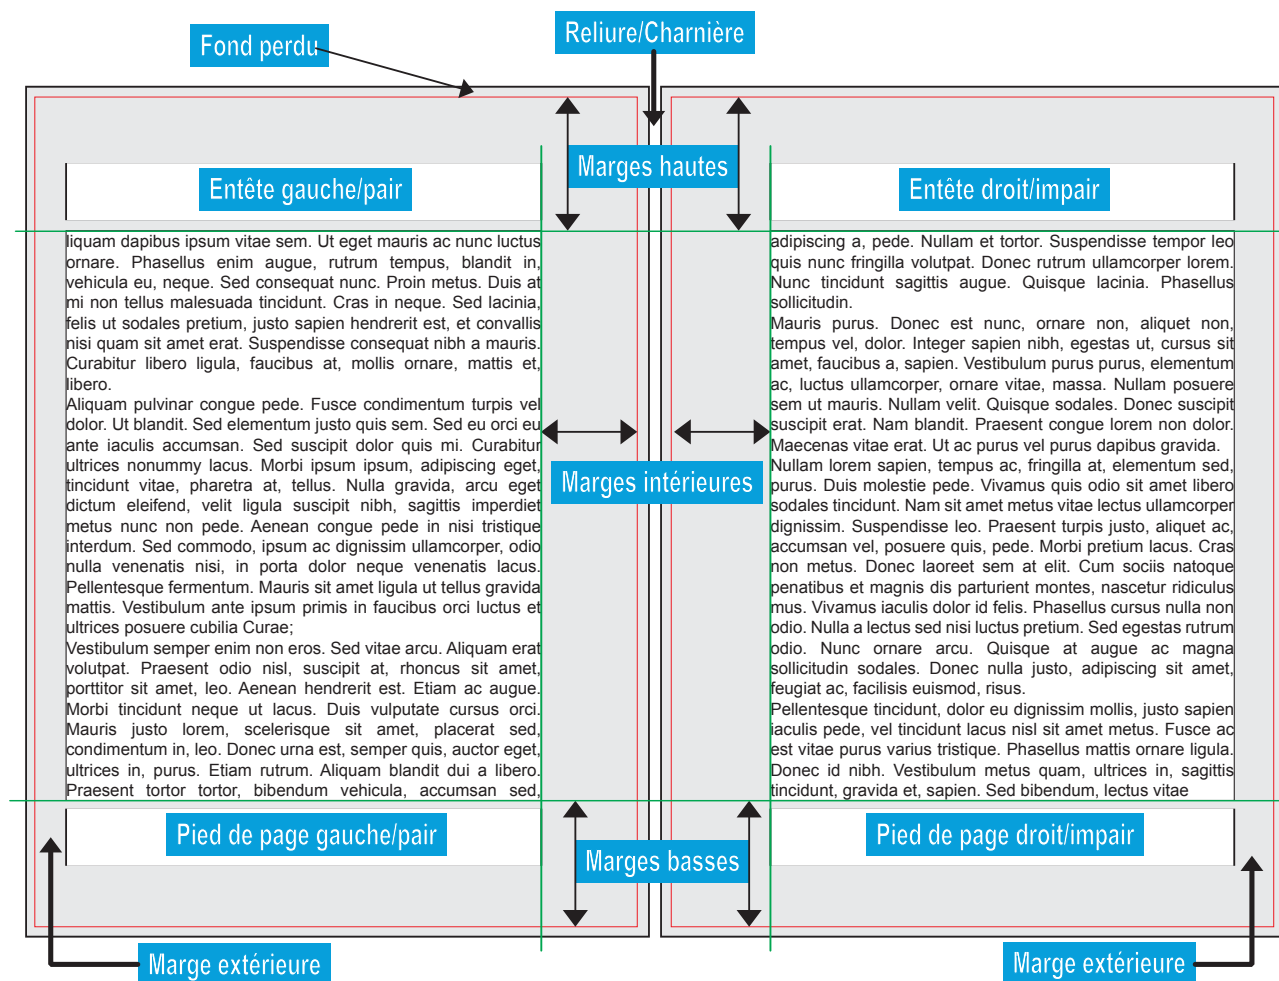 Reliure/Charnière
Fond perdu
Marges hautes
Entête gauche/pair
Entête droit/impair
liquam dapibus ipsum vitae sem. Ut eget mauris ac nunc luctus
ornare. Phasellus enim augue, rutrum tempus, blandit in,
vehicula eu, neque. Sed consequat nunc. Proin metus. Duis at
mi non tellus malesuada tincidunt. Cras in neque. Sed lacinia,
felis ut sodales pretium, justo sapien hendrerit est, et convallis
nisi quam sit amet erat. Suspendisse consequat nibh a mauris.
Curabitur libero ligula, faucibus at, mollis ornare, mattis et,
libero.
Aliquam pulvinar congue pede. Fusce condimentum turpis vel
dolor. Ut blandit. Sed elementum justo quis sem. Sed eu orci eu
ante iaculis accumsan. Sed suscipit dolor quis mi. Curabitur
ultrices nonummy lacus. Morbi ipsum ipsum, adipiscing eget,
tincidunt vitae, pharetra at, tellus. Nulla gravida, arcu eget
dictum eleifend, velit ligula suscipit nibh, sagittis imperdiet
metus nunc non pede. Aenean congue pede in nisi tristique
interdum. Sed commodo, ipsum ac dignissim ullamcorper, odio
nulla venenatis nisi, in porta dolor neque venenatis lacus.
Pellentesque fermentum. Mauris sit amet ligula ut tellus gravida
mattis. Vestibulum ante ipsum primis in faucibus orci luctus et
ultrices posuere cubilia Curae;
Vestibulum semper enim non eros. Sed vitae arcu. Aliquam erat
volutpat. Praesent odio nisl, suscipit at, rhoncus sit amet,
porttitor sit amet, leo. Aenean hendrerit est. Etiam ac augue.
Morbi tincidunt neque ut lacus. Duis vulputate cursus orci.
Mauris justo lorem, scelerisque sit amet, placerat sed,
condimentum in, leo. Donec urna est, semper quis, auctor eget,
ultrices in, purus. Etiam rutrum. Aliquam blandit dui a libero.
Praesent tortor tortor, bibendum vehicula, accumsan sed,
Marges intérieures
adipiscing a, pede. Nullam et tortor. Suspendisse tempor leo
quis nunc fringilla volutpat. Donec rutrum ullamcorper lorem.
Nunc tincidunt sagittis augue. Quisque lacinia. Phasellus
sollicitudin.
Mauris purus. Donec est nunc, ornare non, aliquet non,
tempus vel, dolor. Integer sapien nibh, egestas ut, cursus sit
amet, faucibus a, sapien. Vestibulum purus purus, elementum
ac, luctus ullamcorper, ornare vitae, massa. Nullam posuere
sem ut mauris. Nullam velit. Quisque sodales. Donec suscipit
suscipit erat. Nam blandit. Praesent congue lorem non dolor.
Maecenas vitae erat. Ut ac purus vel purus dapibus gravida.
Nullam lorem sapien, tempus ac, fringilla at, elementum sed,
purus. Duis molestie pede. Vivamus quis odio sit amet libero
sodales tincidunt. Nam sit amet metus vitae lectus ullamcorper
dignissim. Suspendisse leo. Praesent turpis justo, aliquet ac,
accumsan vel, posuere quis, pede. Morbi pretium lacus. Cras
non metus. Donec laoreet sem at elit. Cum sociis natoque
penatibus et magnis dis parturient montes, nascetur ridiculus
mus. Vivamus iaculis dolor id felis. Phasellus cursus nulla non
odio. Nulla a lectus sed nisi luctus pretium. Sed egestas rutrum
odio. Nunc ornare arcu. Quisque at augue ac magna
sollicitudin sodales. Donec nulla justo, adipiscing sit amet,
feugiat ac, facilisis euismod, risus.
Pellentesque tincidunt, dolor eu dignissim mollis, justo sapien
iaculis pede, vel tincidunt lacus nisl sit amet metus. Fusce ac
est vitae purus varius tristique. Phasellus mattis ornare ligula.
Donec id nibh. Vestibulum metus quam, ultrices in, sagittis
tincidunt, gravida et, sapien. Sed bibendum, lectus vitae
Pied de page gauche/pair
Pied de page droit/impair
Marges basses
Marge extérieure
Marge extérieure